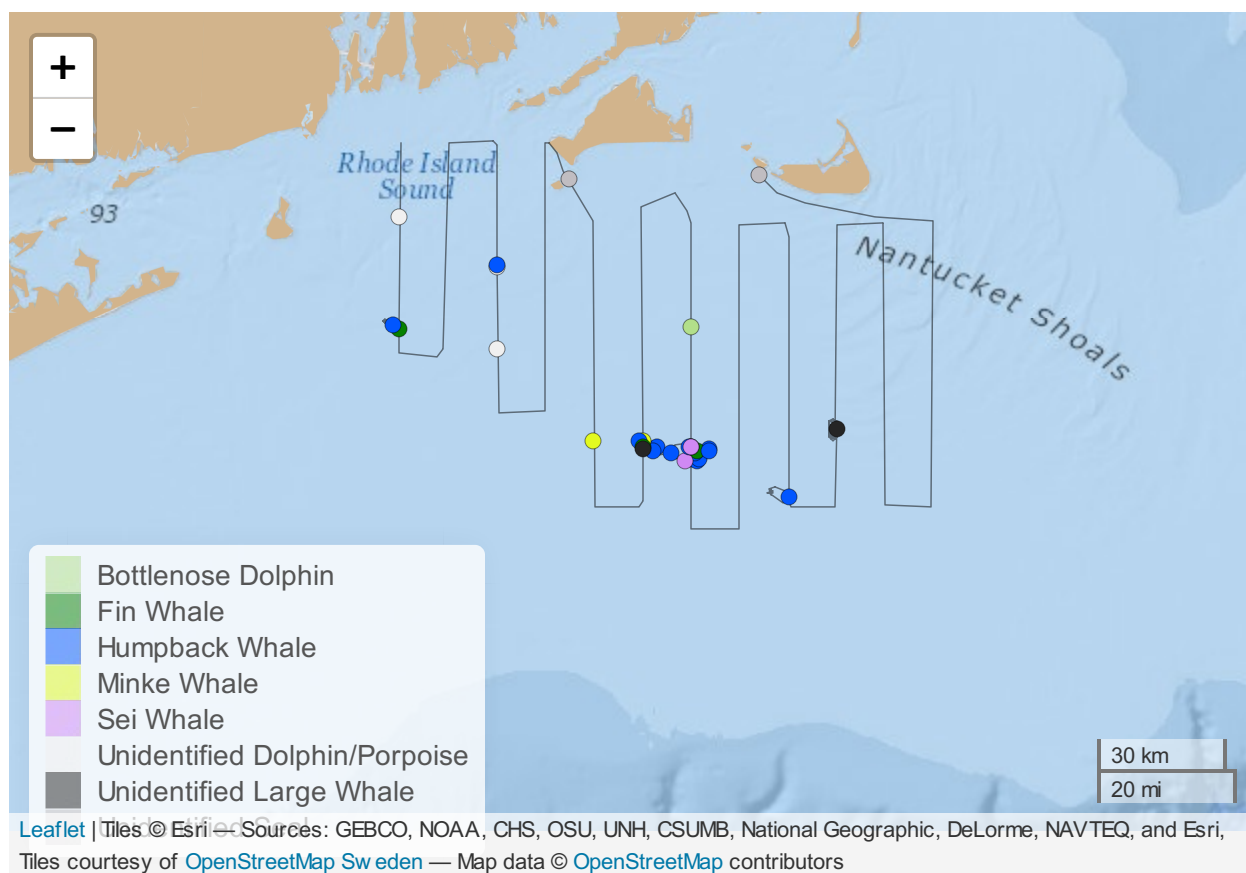 +
−
Rhode Island
Sound
93
Nantucket Shoals
Bottlenose Dolphin
Fin Whale
Humpback Whale
Minke Whale
Sei Whale
Unidentified Dolphin/Porpoise
Unidentified Large Whale
Unidentified Seal
30 km
20 mi
Leaflet | Tiles © Esri — Sources: GEBCO, NOAA, CHS, OSU, UNH, CSUMB, National Geographic, DeLorme, NAVTEQ, and Esri,
Tiles courtesy of OpenStreetMap Sweden — Map data © OpenStreetMap contributors